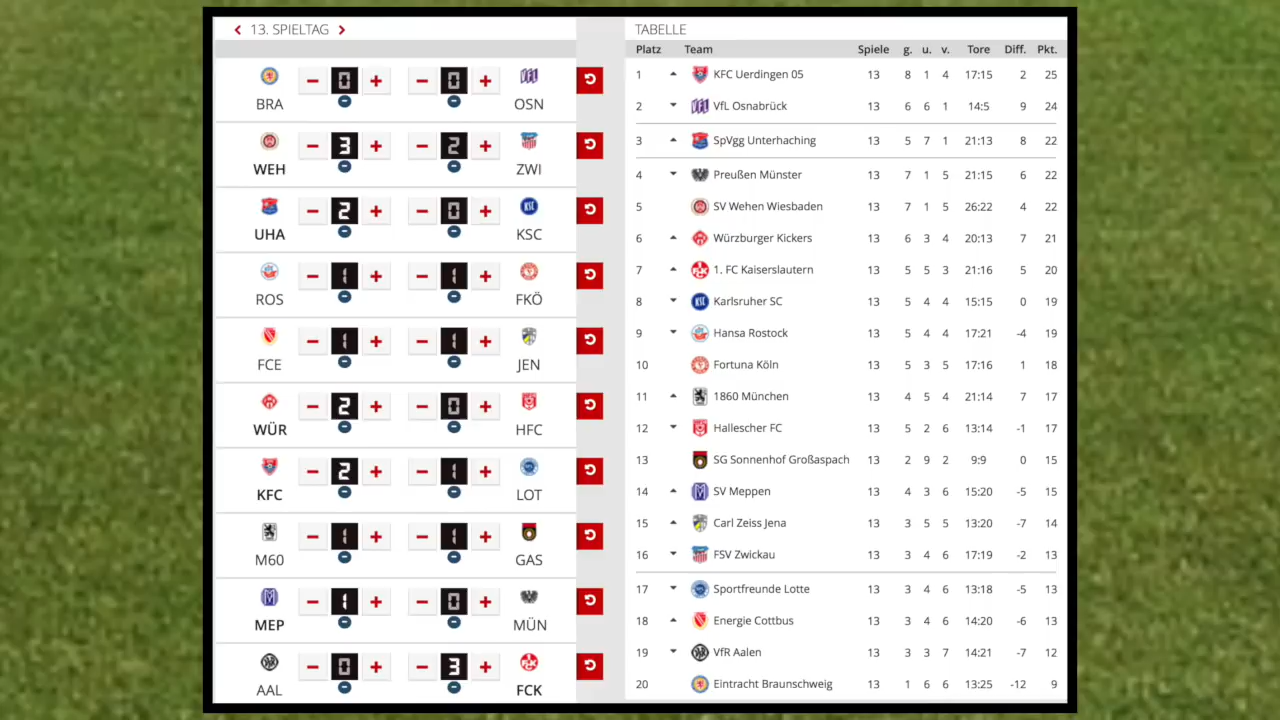 13. SPIELTAG
BRA 0 0 OSN
WEH 3 2 ZWI
UHA 2 0 KSC
ROS 1 1 FKÖ
FCE 1 1 JEN
WÜR 2 0 HFC
KFC 2 1 LOT
M60 1 1 GAS
MEP 1 0 MÜN
AAL 0 3 FCK
TABELLE
Platz Team Spiele g. u. v. Tore Diff. Pkt.
1 KFC Uerdingen 05 13 8 1 4 17:15 2 25
2 VfL Osnabrück 13 6 6 1 14:5 9 24
3 SpVgg Unterhaching 13 5 7 1 21:13 8 22
4 Preußen Münster 13 7 1 5 21:15 6 22
5 SV Wehen Wiesbaden 13 7 1 5 26:22 4 22
6 Würzburger Kickers 13 6 3 4 20:13 7 21
7 1. FC Kaiserslautern 13 5 5 3 21:16 5 20
8 Karlsruher SC 13 5 4 4 15:15 0 19
9 Hansa Rostock 13 5 4 4 17:21 -4 19
10 Fortuna Köln 13 5 3 5 17:16 1 18
11 1860 München 13 4 5 4 21:14 7 17
12 Hallescher FC 13 5 2 6 13:14 -1 17
13 SG Sonnenhof Großaspach 13 2 9 2 9:9 0 15
14 SV Meppen 13 4 3 6 15:20 -5 15
15 Carl Zeiss Jena 13 3 5 5 13:20 -7 14
16 FSV Zwickau 13 3 4 6 17:19 -2 13
17 Sportfreunde Lotte 13 3 4 6 13:18 -5 13
18 Energie Cottbus 13 3 4 6 14:20 -6 13
19 VfR Aalen 13 3 3 7 14:21 -7 12
20 Eintracht Braunschweig 13 1 6 6 13:25 -12 9